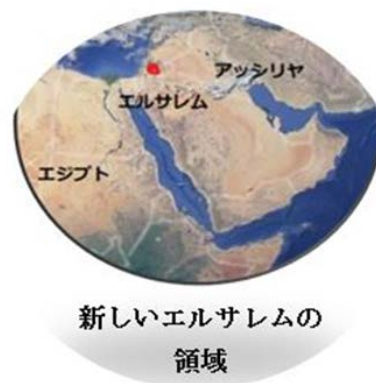 アッシリヤ
エルサレム
エジプト
新しいエルサレムの
領域